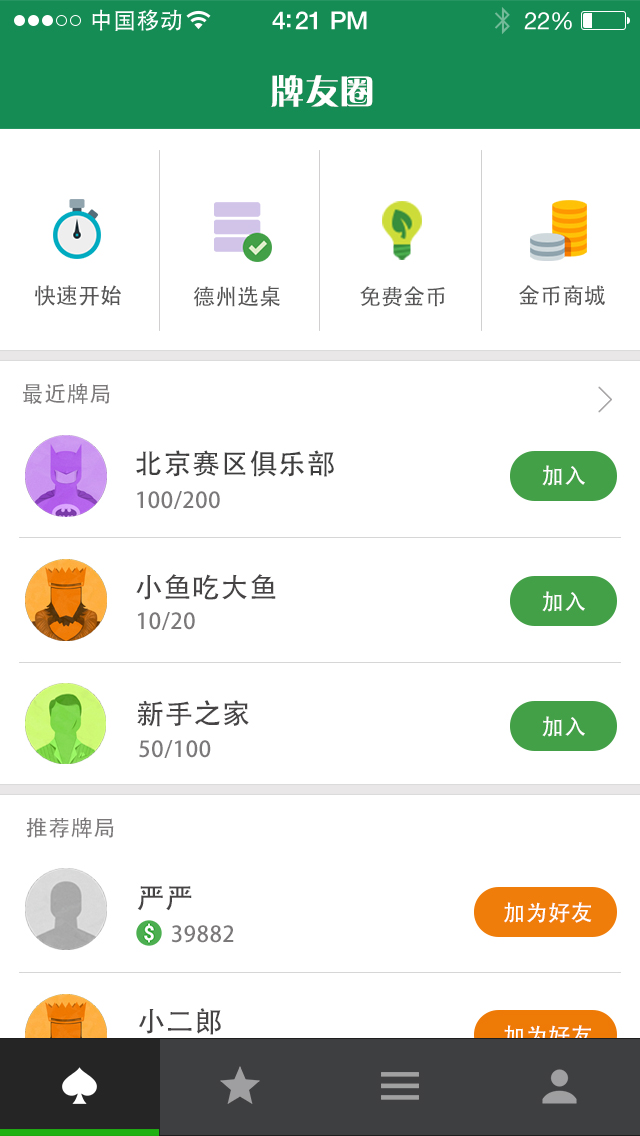 中国移动 4:21 PM 22%
牌友圈
快速开始 德州选桌 免费金币 金币商城
最近牌局
北京赛区俱乐部
100/200
加入
小鱼吃大鱼
10/20
加入
新手之家
50/100
加入
推荐牌局
严严
$ 39882
加为好友
小二郎
加为好友